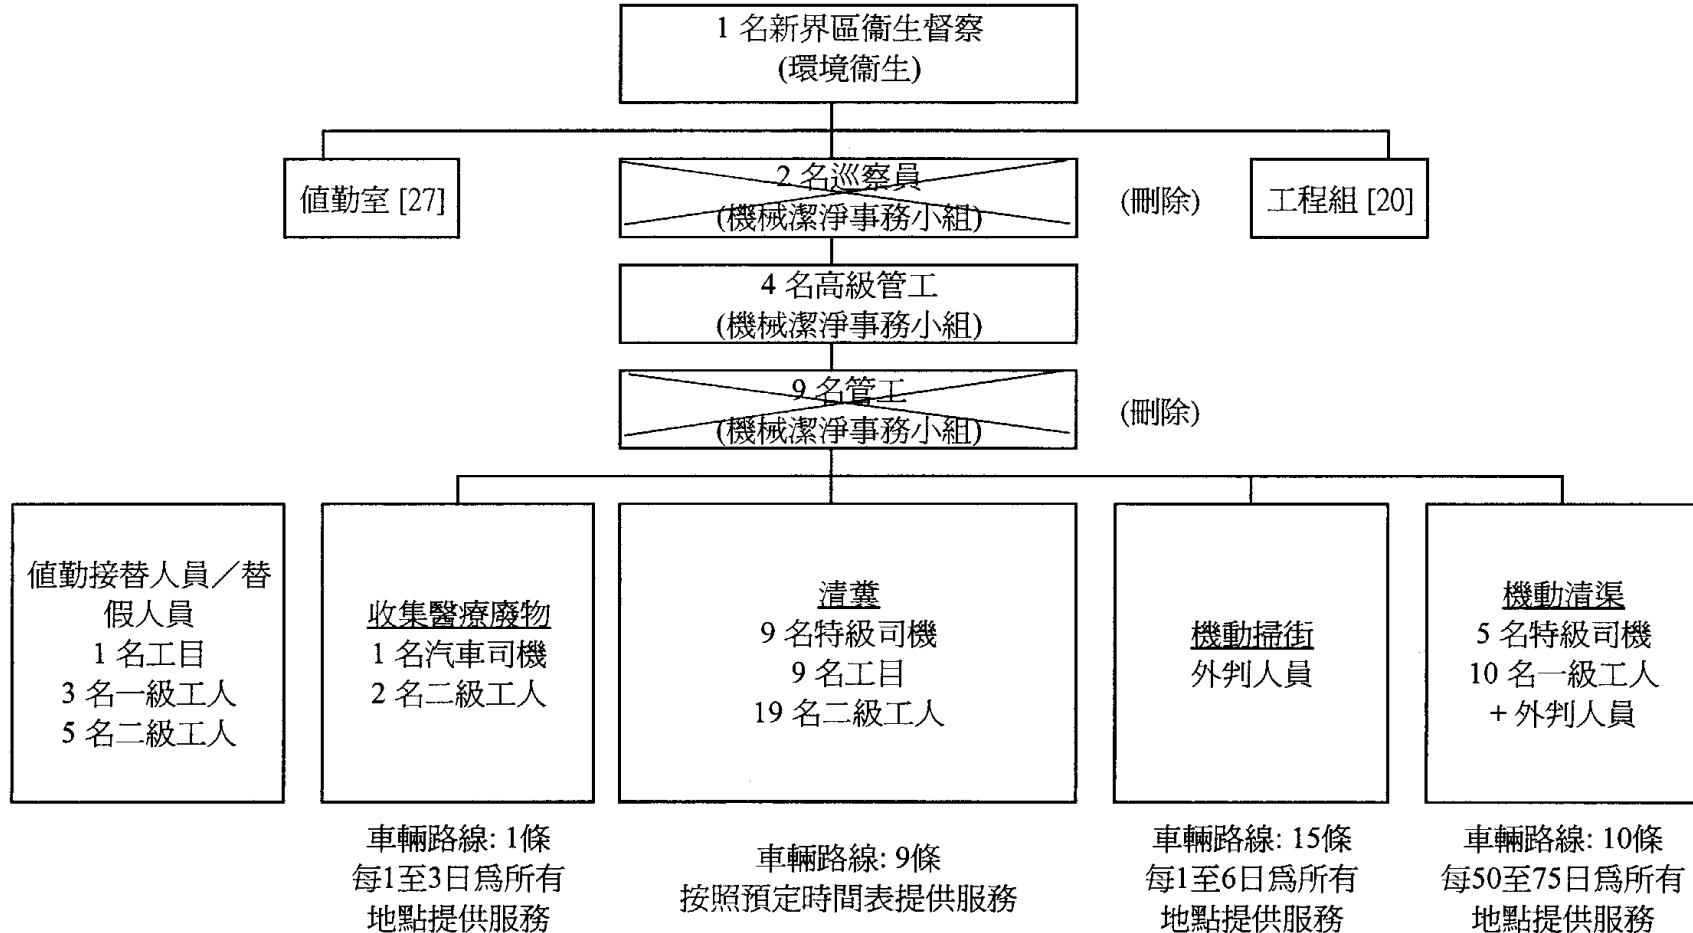 1 名新界區衞生督察
(環境衞生)
值勤室 [27]
2 名巡察員
(機械潔淨事務小組)
(刪除)
工程組 [20]
4 名高級管工
(機械潔淨事務小組)
9 名管工
(機械潔淨事務小組)
(刪除)
值勤接替人員／替
假人員
1 名工目
3 名一級工人
5 名二級工人
收集醫療廢物
1 名汽車司機
2 名二級工人
清糞
9 名特級司機
9 名工目
19 名二級工人
機動掃街
外判人員
機動清渠
5 名特級司機
10 名一級工人
+ 外判人員
車輛路線: 1條
每1至3日爲所有
地點提供服務
車輛路線: 9條
按照預定時間表提供服務
車輛路線: 15條
每1至6日爲所有
地點提供服務
車輛路線: 10條
每50至75日爲所有
地點提供服務